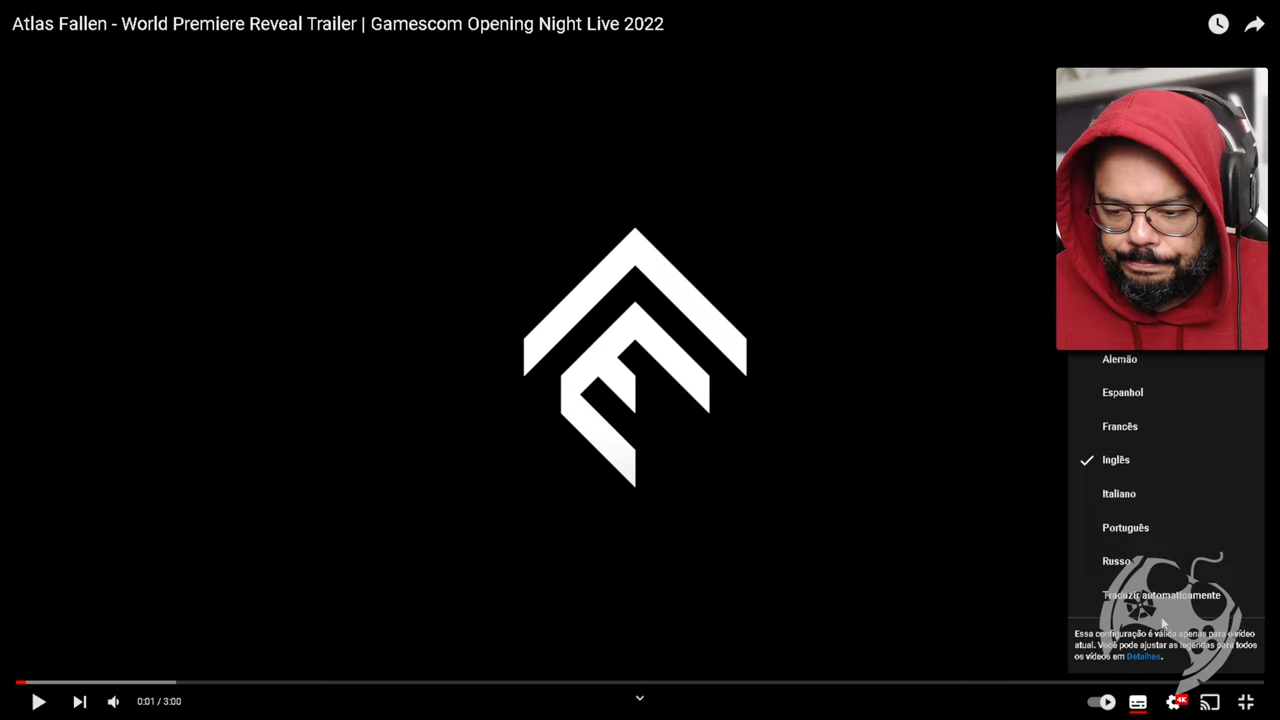 Atlas Fallen - World Premiere Reveal Trailer | Gamescom Opening Night Live 2022
Alemão
Espanhol
Francês
Inglês
Italiano
Português
Russo
Traduzir automaticamente
Essa configuração é válida apenas para o vídeo
atual. Você pode ajustar as legendas para todos
os vídeos em Detalhes.
0:01 / 3:00
4K